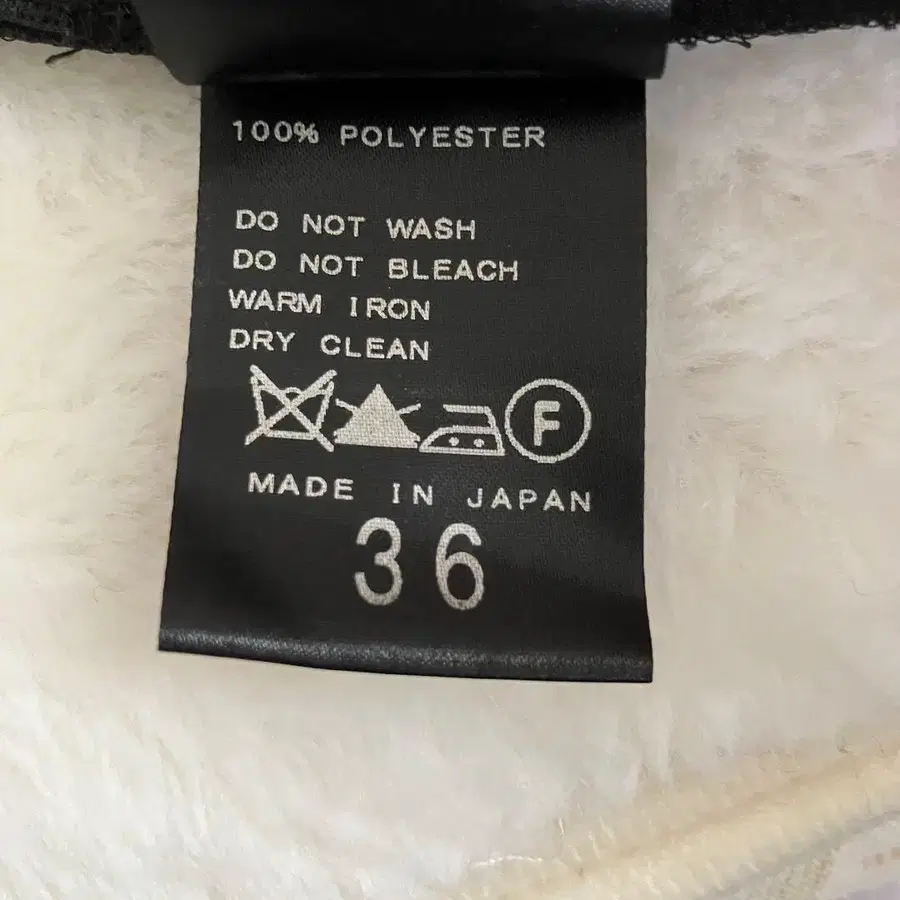 100% POLYESTER
DO NOT WASH
DO NOT BLEACH
WARM IRON
DRY CLEAN
F
MADE IN JAPAN
36